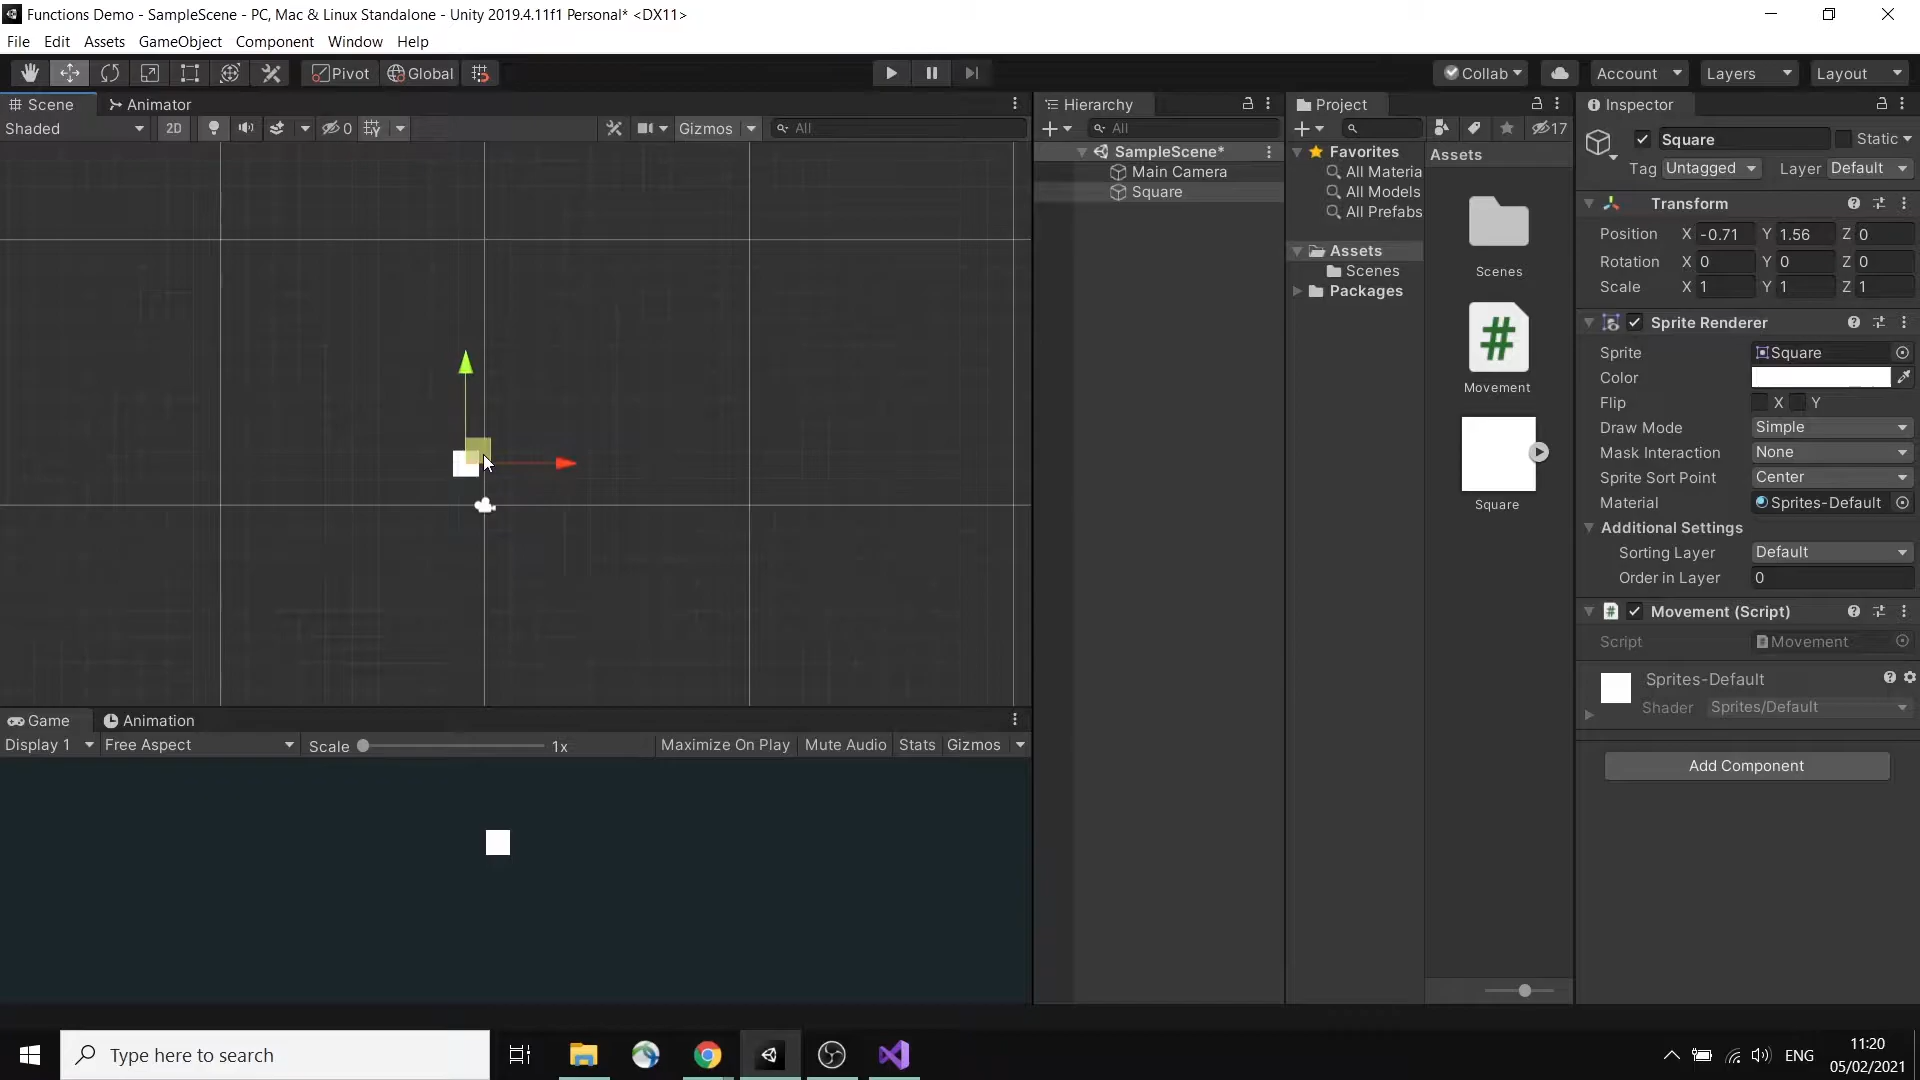 Functions Demo - SampleScene - PC, Mac & Linux Standalone - Unity 2019.4.11f1 Personal* <DX11>
File Edit Assets GameObject Component Window Help
Pivot Global Collab Account Layers Layout
Scene Animator
Shaded 2D 0 Gizmos All
Hierarchy
All
SampleScene*
Main Camera
Square
Project
17
Favorites
All Materia
All Models
All Prefabs
Assets
Scenes
Packages
Assets
Scenes
#
Movement
Square
Inspector
Square Static
Tag Untagged Layer Default
Transform
Position X -0.71 Y 1.56 Z 0
Rotation X 0 Y 0 Z 0
Scale X 1 Y 1 Z 1
Sprite Renderer
Sprite Square
Color
Flip X Y
Draw Mode Simple
Mask Interaction None
Sprite Sort Point Center
Material Sprites-Default
Additional Settings
Sorting Layer Default
Order in Layer 0
# Movement (Script)
Script Movement
Sprites-Default
Shader Sprites/Default
Add Component
Game Animation
Display 1 Free Aspect Scale 1x Maximize On Play Mute Audio Stats Gizmos
Type here to search
ENG
11:20
05/02/2021